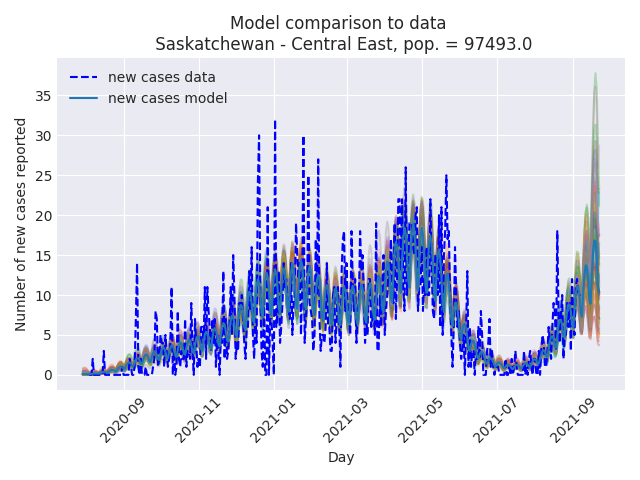 Model comparison to data
Saskatchewan - Central East, pop. = 97493.0
new cases data
new cases model
Number of new cases reported
35
30
25
20
15
10
5
0
2020-09
2020-11
2021-01
2021-03
2021-05
2021-07
2021-09
Day